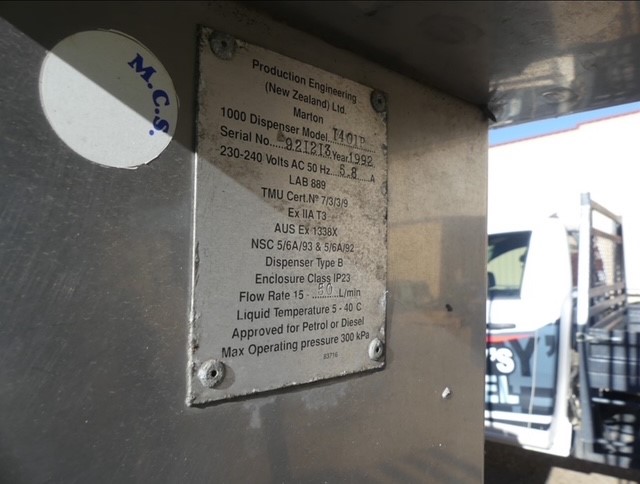 M.C.S.
Production Engineering
(New Zealand) Ltd.
Marton
1000 Dispenser Model
Serial No. 921213 Year 1992
230-240 Volts AC 50 Hz 5.8 A
LAB 889
TMU Cert.Nº 7/3/3/9
Ex IIA T3
AUS Ex 1338X
NSC 5/6A/93 & 5/6A/92
Dispenser Type B
Enclosure Class IP23
Flow Rate 15 - 50 L/min
Liquid Temperature 5 - 40 C
Approved for Petrol or Diesel
Max Operating pressure 300 kPa